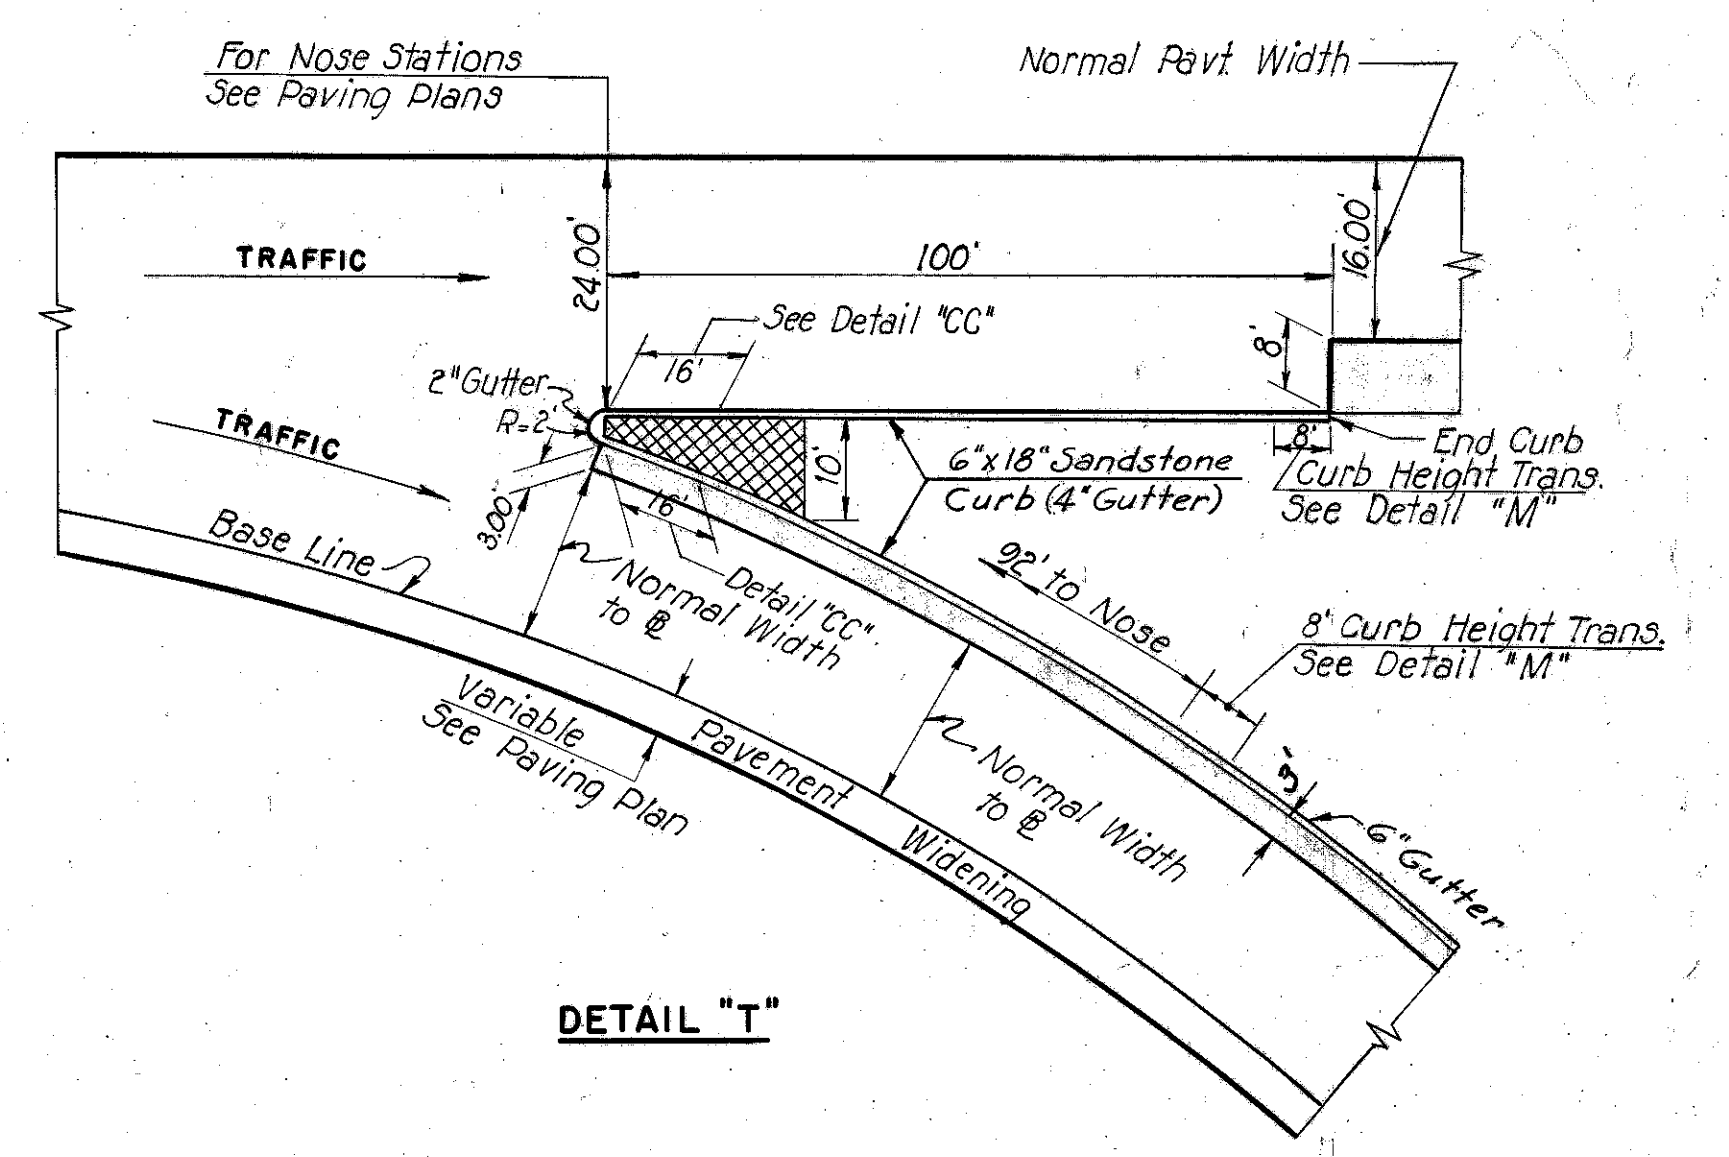 For Nose Stations
See Paving Plans
Normal Pavt. Width
TRAFFIC
24.00'
100'
16.00'
See Detail "CC"
16'
8'
2" Gutter
R=2'
TRAFFIC
10'
6"x18" Sandstone
Curb (4" Gutter)
8'
End Curb
Curb Height Trans.
See Detail "M"
3.00'
16'
Base Line
Detail "CC".
Normal Width
to BL
92' to Nose
8' Curb Height Trans.
See Detail "M"
Variable
See Paving Plan
Pavement
Widening
Normal Width
to BL
3'
6" Gutter
DETAIL "T"